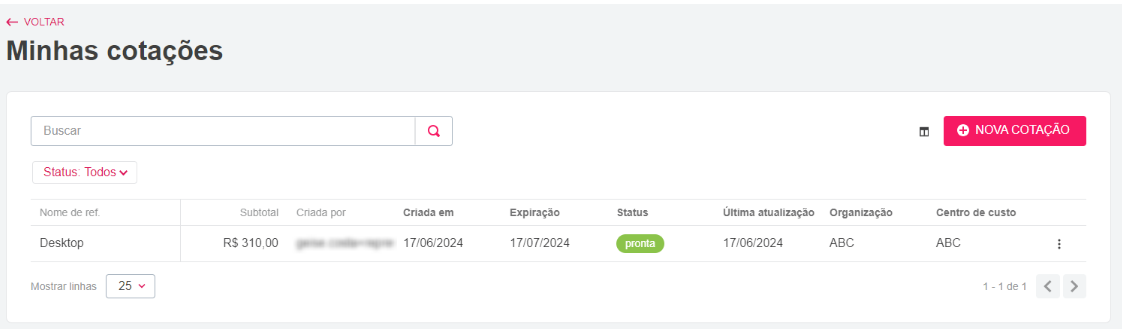 ← VOLTAR
Minhas cotações
Buscar
NOVA COTAÇÃO
Status: Todos
Nome de ref. Subtotal Criada por Criada em Expiração Status Última atualização Organização Centro de custo
Desktop R$ 310,00 17/06/2024 17/07/2024 pronta 17/06/2024 ABC ABC
Mostrar linhas 25 1 - 1 de 1